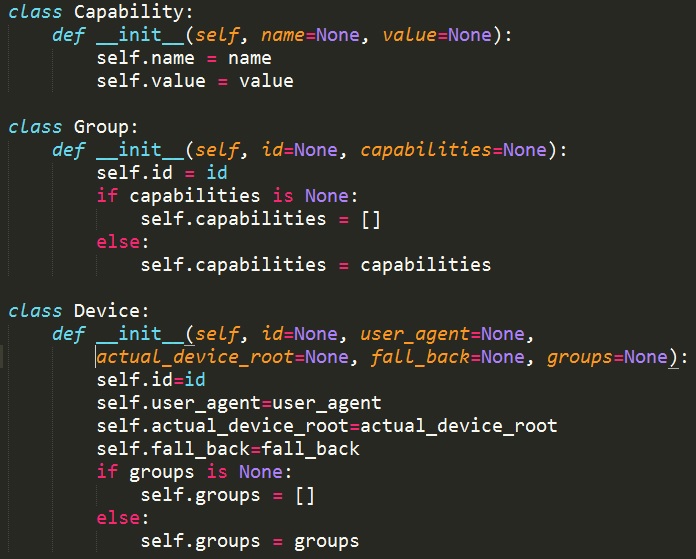 class Capability:
    def __init__(self, name=None, value=None):
        self.name = name
        self.value = value

class Group:
    def __init__(self, id=None, capabilities=None):
        self.id = id
        if capabilities is None:
            self.capabilities = []
        else:
            self.capabilities = capabilities

class Device:
    def __init__(self, id=None, user_agent=None,
        actual_device_root=None, fall_back=None, groups=None):
        self.id=id
        self.user_agent=user_agent
        self.actual_device_root=actual_device_root
        self.fall_back=fall_back
        if groups is None:
            self.groups = []
        else:
            self.groups = groups